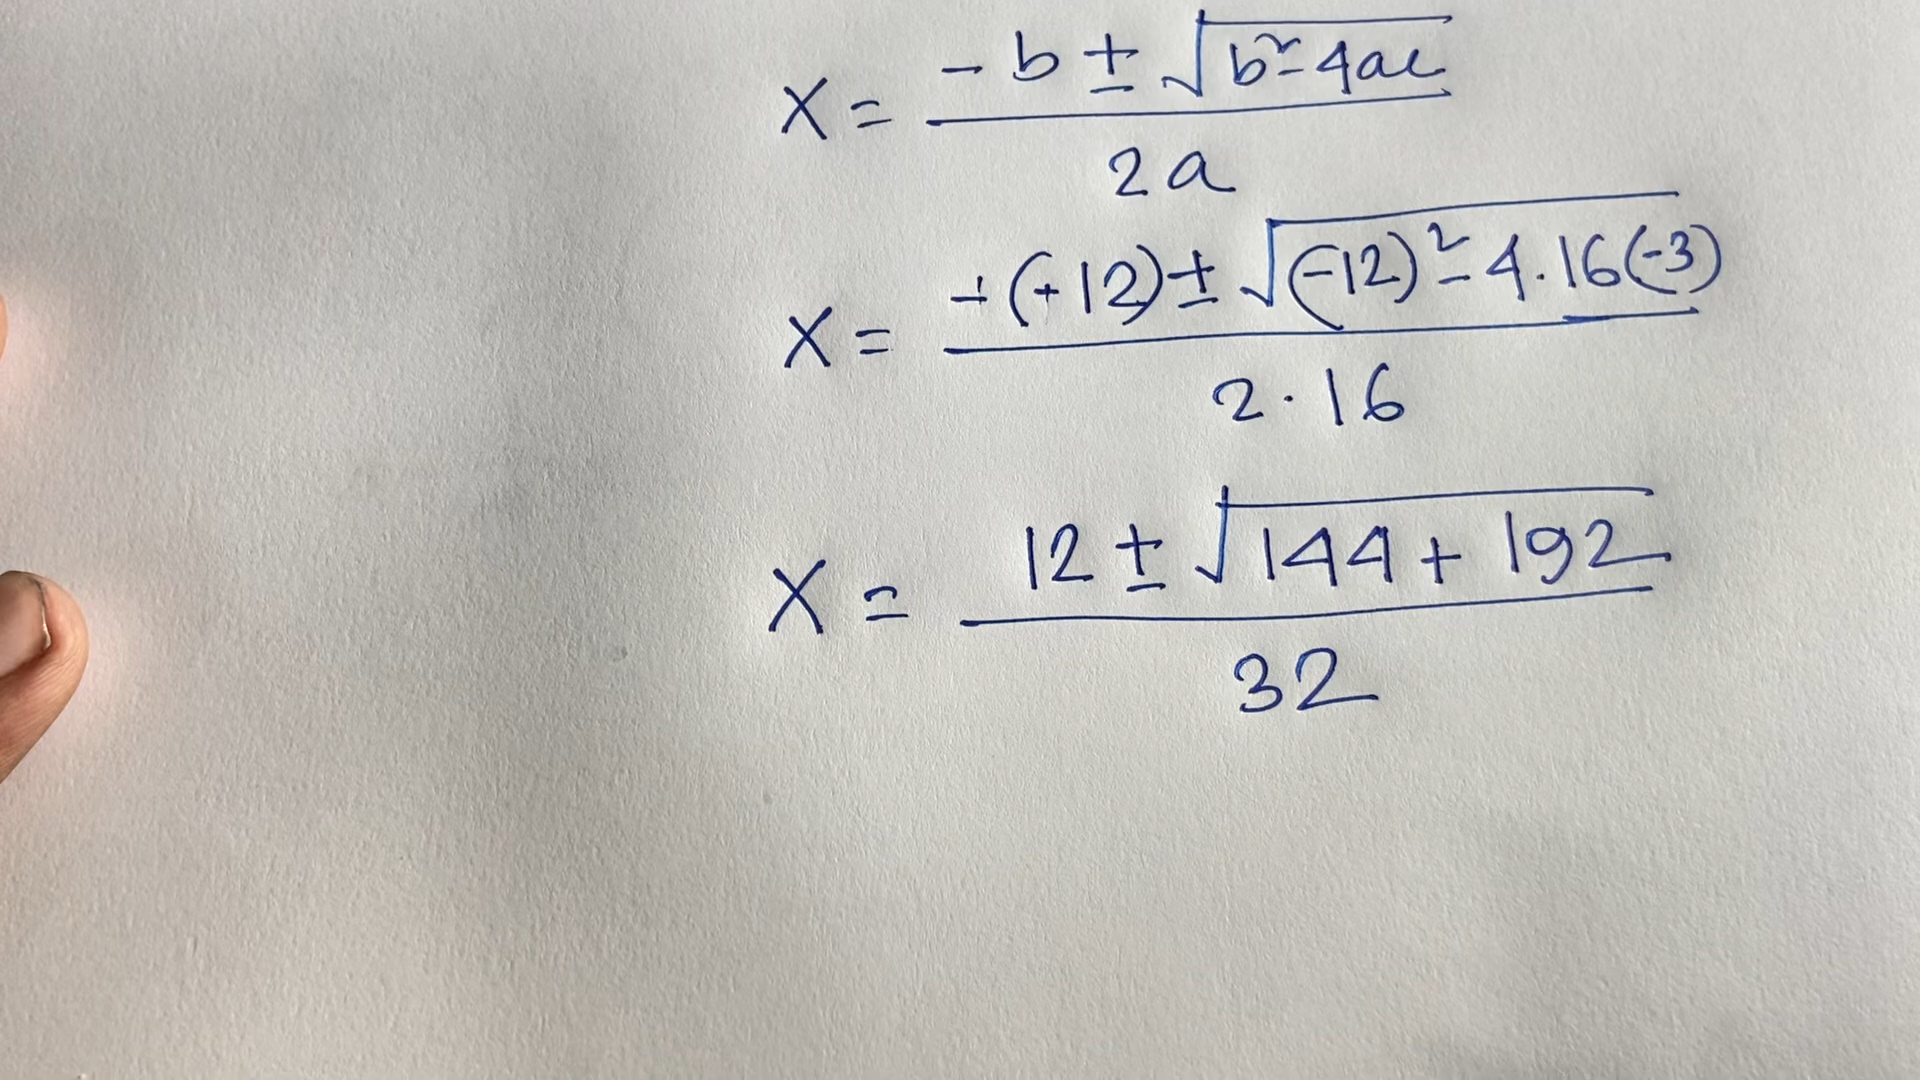 x = (-b ± √(b² - 4ac)) / 2a
x = (-(-12) ± √((-12)² - 4·16(-3))) / 2·16
x = (12 ± √(144 + 192)) / 32